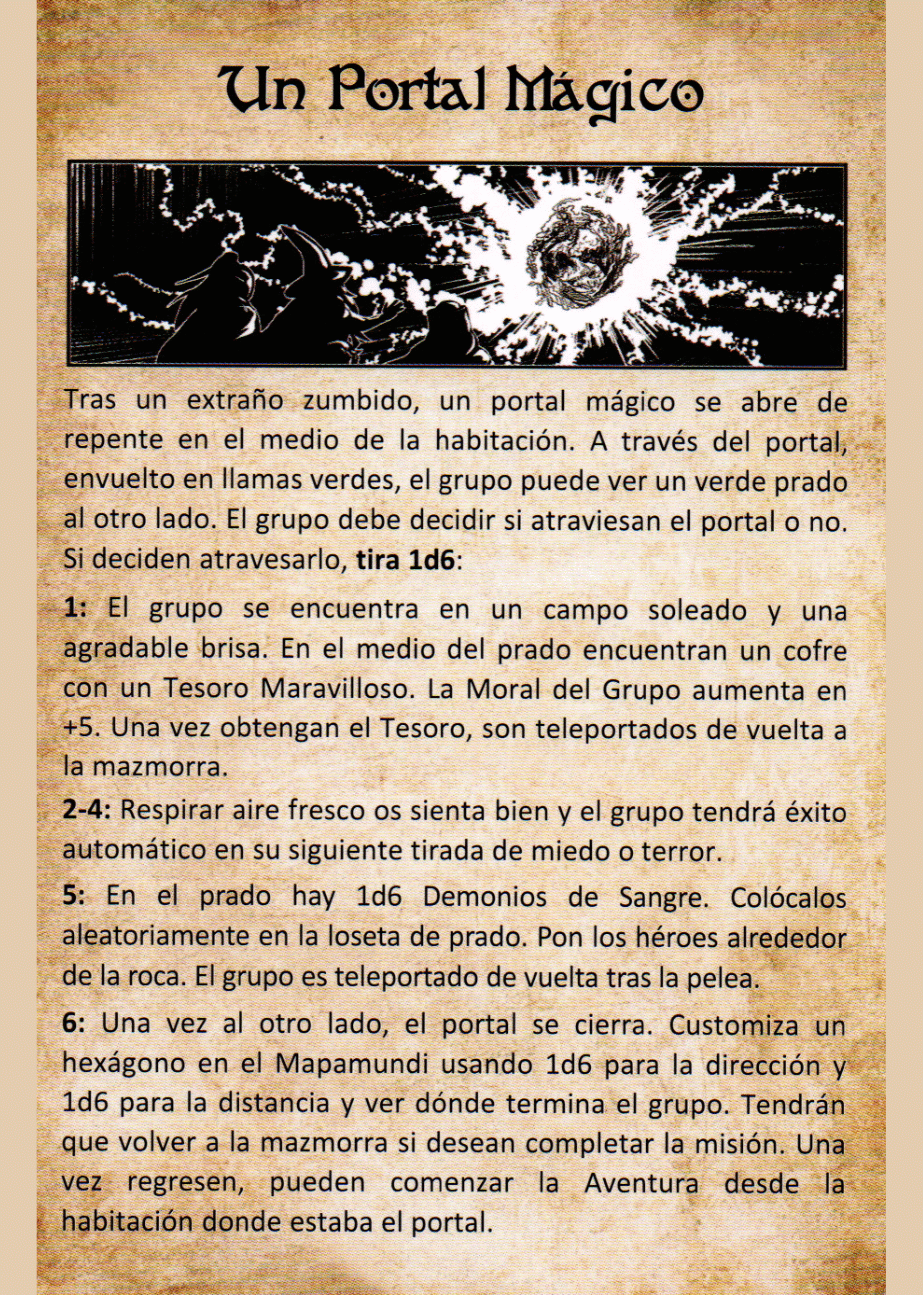 Un Portal Mágico
Tras un extraño zumbido, un portal mágico se abre de
repente en el medio de la habitación. A través del portal,
envuelto en llamas verdes, el grupo puede ver un verde prado
al otro lado. El grupo debe decidir si atraviesan el portal o no.
Si deciden atravesarlo, tira 1d6:
1: El grupo se encuentra en un campo soleado y una
agradable brisa. En el medio del prado encuentran un cofre
con un Tesoro Maravilloso. La Moral del Grupo aumenta en
+5. Una vez obtengan el Tesoro, son teleportados de vuelta a
la mazmorra.
2-4: Respirar aire fresco os sienta bien y el grupo tendrá éxito
automático en su siguiente tirada de miedo o terror.
5: En el prado hay 1d6 Demonios de Sangre. Colócalos
aleatoriamente en la loseta de prado. Pon los héroes alrededor
de la roca. El grupo es teleportado de vuelta tras la pelea.
6: Una vez al otro lado, el portal se cierra. Customiza un
hexágono en el Mapamundi usando 1d6 para la dirección y
1d6 para la distancia y ver dónde termina el grupo. Tendrán
que volver a la mazmorra si desean completar la misión. Una
vez regresen, pueden comenzar la Aventura desde la
habitación donde estaba el portal.